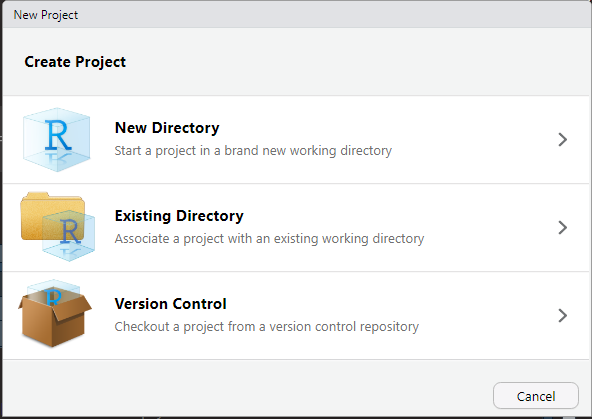 New Project
Create Project
R
New Directory
Start a project in a brand new working directory
R
Existing Directory
Associate a project with an existing working directory
R
Version Control
Checkout a project from a version control repository
Cancel